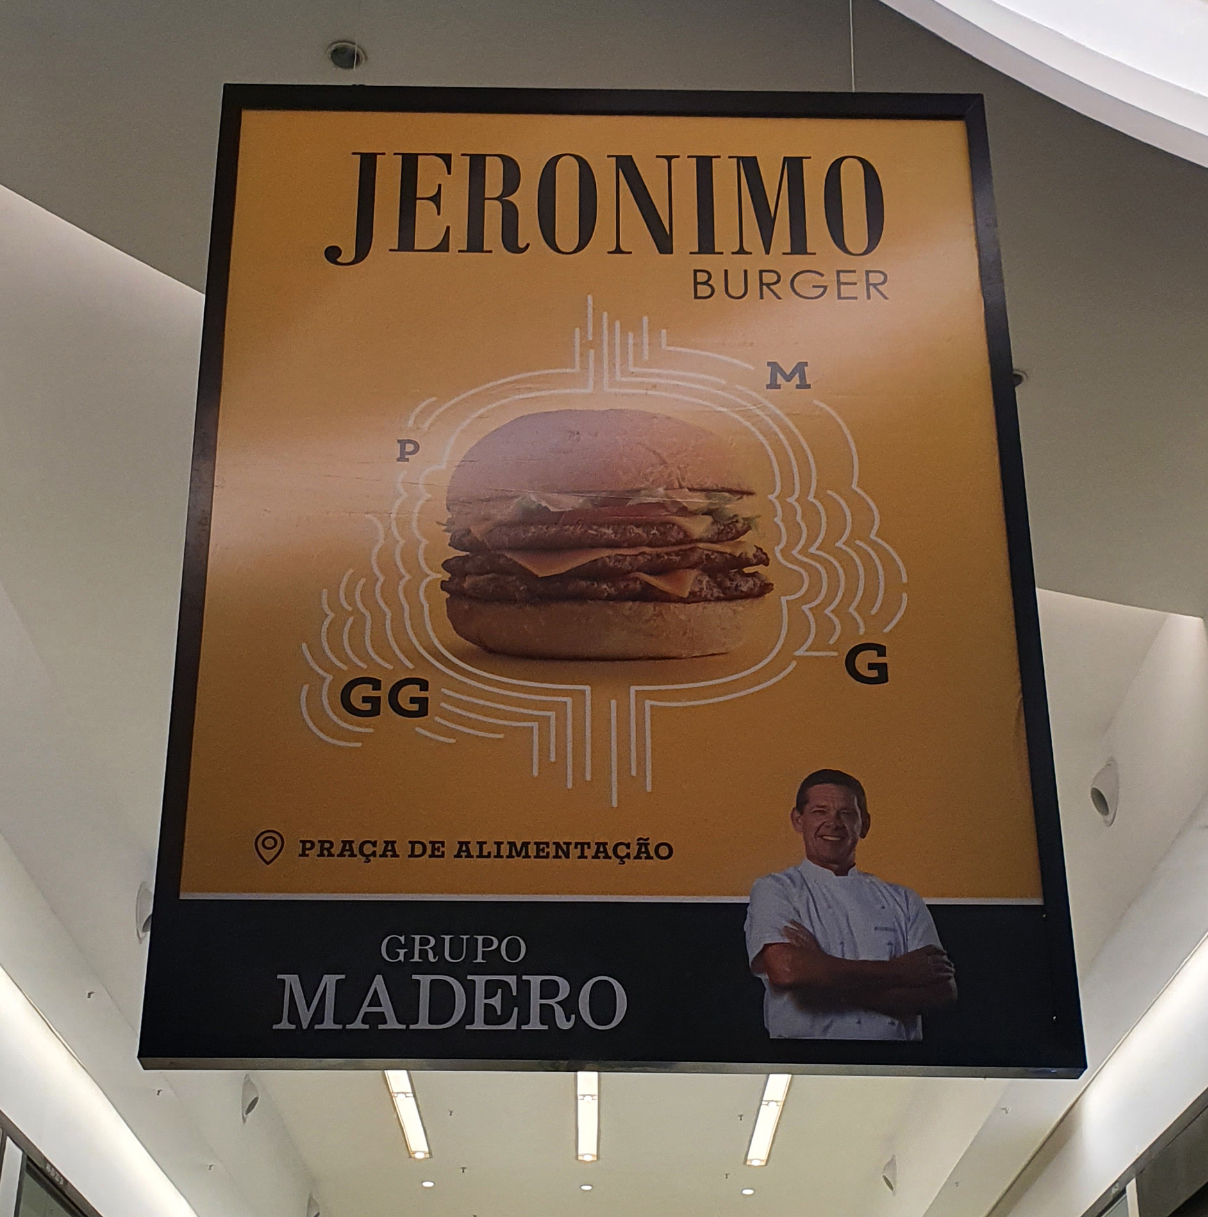 JERONIMO
BURGER
M
P
G
GG
PRAÇA DE ALIMENTAÇÃO
GRUPO
MADERO